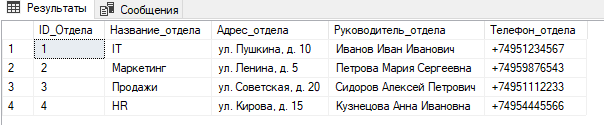 Результаты Сообщения
ID_Отдела Название_отдела Адрес_отдела Руководитель_отдела Телефон_отдела
1 1 IT ул. Пушкина, д. 10 Иванов Иван Иванович +74951234567
2 2 Маркетинг ул. Ленина, д. 5 Петрова Мария Сергеевна +74959876543
3 3 Продажи ул. Советская, д. 20 Сидоров Алексей Петрович +74951112233
4 4 HR ул. Кирова, д. 15 Кузнецова Анна Ивановна +74954445566